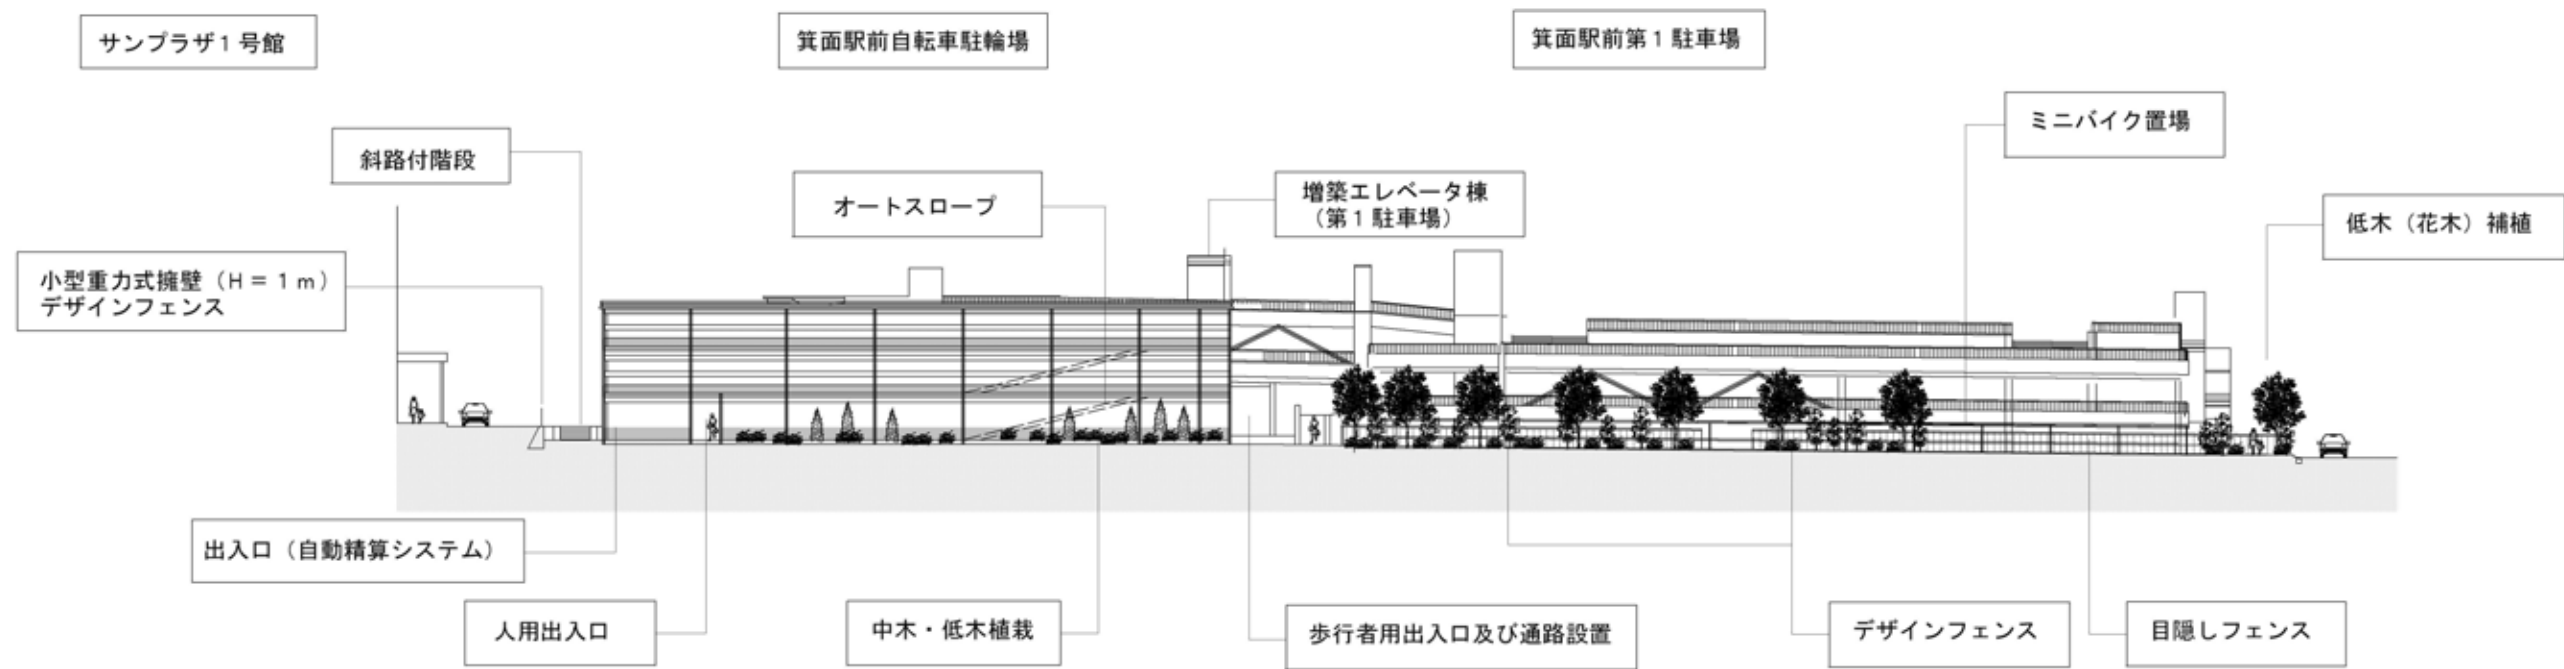 サンプラザ1号館
箕面駅前自転車駐輪場
箕面駅前第1駐車場
ミニバイク置場
斜路付階段
オートスロープ
増築エレベータ棟
（第1駐車場）
低木（花木）補植
小型重力式擁壁（H＝1m）
デザインフェンス
出入口（自動精算システム）
人用出入口
中木・低木植栽
歩行者用出入口及び通路設置
デザインフェンス
目隠しフェンス